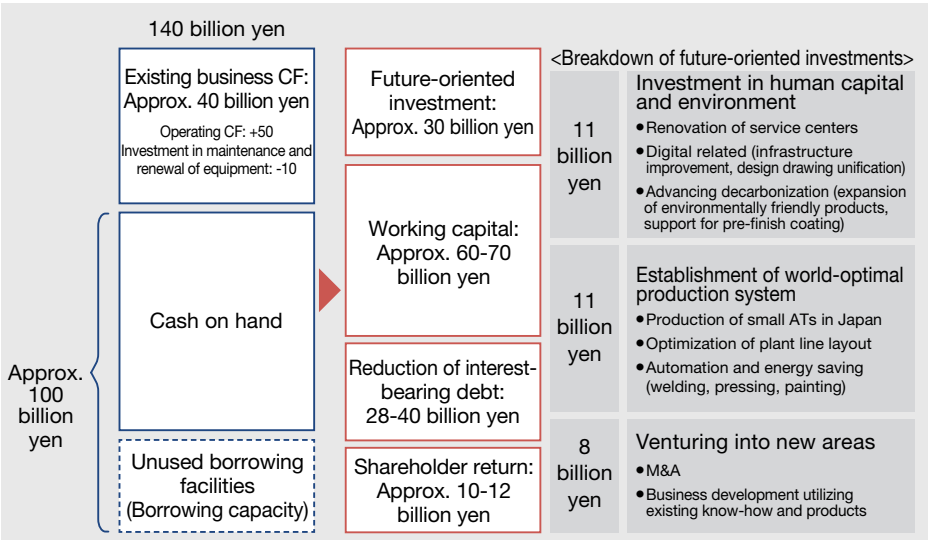 140 billion yen
Existing business CF:
Approx. 40 billion yen
Operating CF: +50
Investment in maintenance and
renewal of equipment: -10
Approx.
100
billion
yen
Cash on hand
Unused borrowing
facilities
(Borrowing capacity)
Future-oriented
investment:
Approx. 30 billion yen
Working capital:
Approx. 60-70
billion yen
Reduction of interest-
bearing debt:
28-40 billion yen
Shareholder return:
Approx. 10-12
billion yen
<Breakdown of future-oriented investments>
11
billion
yen
Investment in human capital
and environment
●Renovation of service centers
●Digital related (infrastructure
improvement, design drawing unification)
●Advancing decarbonization (expansion
of environmentally friendly products,
support for pre-finish coating)
11
billion
yen
Establishment of world-optimal
production system
●Production of small ATs in Japan
●Optimization of plant line layout
●Automation and energy saving
(welding, pressing, painting)
8
billion
yen
Venturing into new areas
●M&A
●Business development utilizing
existing know-how and products